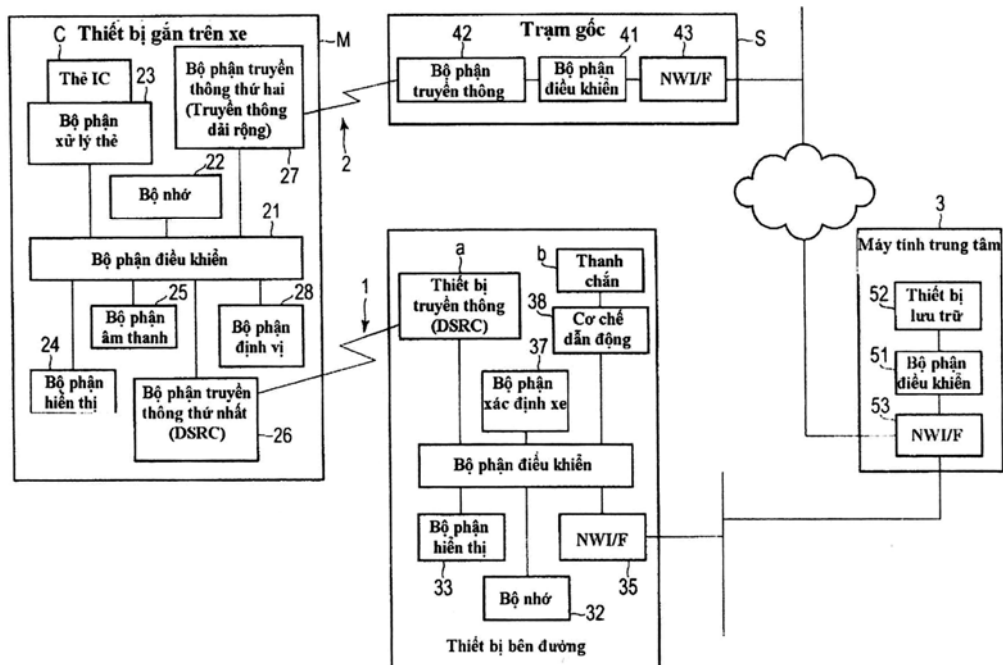 C
Thiết bị gắn trên xe
M
Thẻ IC
23
Bộ phận
xử lý thẻ
Bộ phận truyền
thông thứ hai
(Truyền thông
dải rộng)
27
22
Bộ nhớ
21
Bộ phận điều khiển
25
Bộ phận
âm thanh
28
Bộ phận
định vị
24
Bộ phận
hiển thị
Bộ phận truyền
thông thứ nhất
(DSRC)
26
1
2
Trạm gốc
S
42
Bộ phận
truyền thông
41
Bộ phận
điều khiển
43
NWI/F
a
Thiết bị
truyền thông
(DSRC)
b
Thanh
chắn
38
Cơ chế
dẫn động
37
Bộ phận
xác định xe
Bộ phận điều khiển
Bộ phận
hiển thị
33
NWI/F
35
Bộ nhớ
32
Thiết bị bên đường
3
Máy tính trung tâm
52
Thiết bị
lưu trữ
51
Bộ phận
điều khiển
53
NWI/F